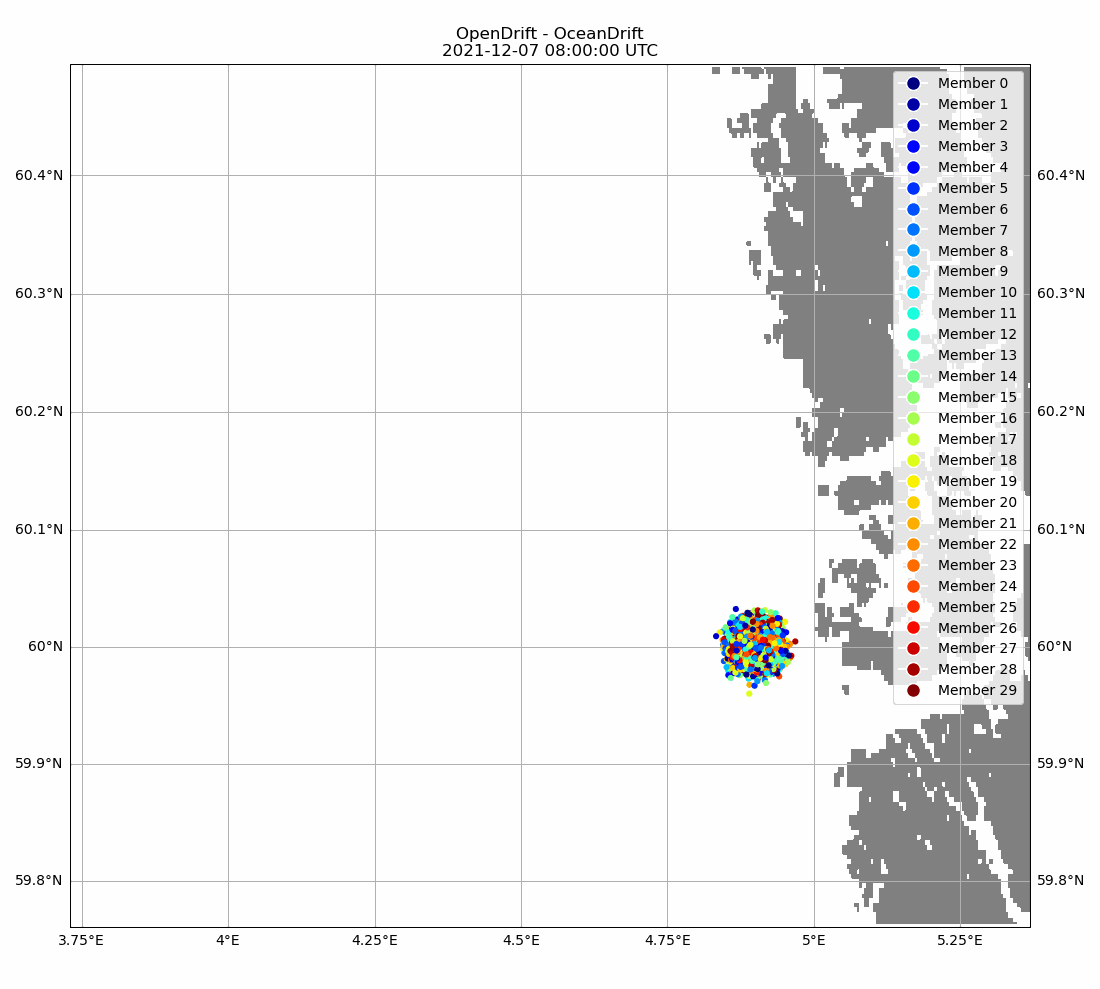 OpenDrift - OceanDrift
2021-12-07 08:00:00 UTC
Member 0
Member 1
Member 2
Member 3
Member 4
Member 5
Member 6
Member 7
Member 8
Member 9
Member 10
Member 11
Member 12
Member 13
Member 14
Member 15
Member 16
Member 17
Member 18
Member 19
Member 20
Member 21
Member 22
Member 23
Member 24
Member 25
Member 26
Member 27
Member 28
Member 29
60.4°N 60.4°N
60.3°N 60.3°N
60.2°N 60.2°N
60.1°N 60.1°N
60°N 60°N
59.9°N 59.9°N
59.8°N 59.8°N
3.75°E 4°E 4.25°E 4.5°E 4.75°E 5°E 5.25°E